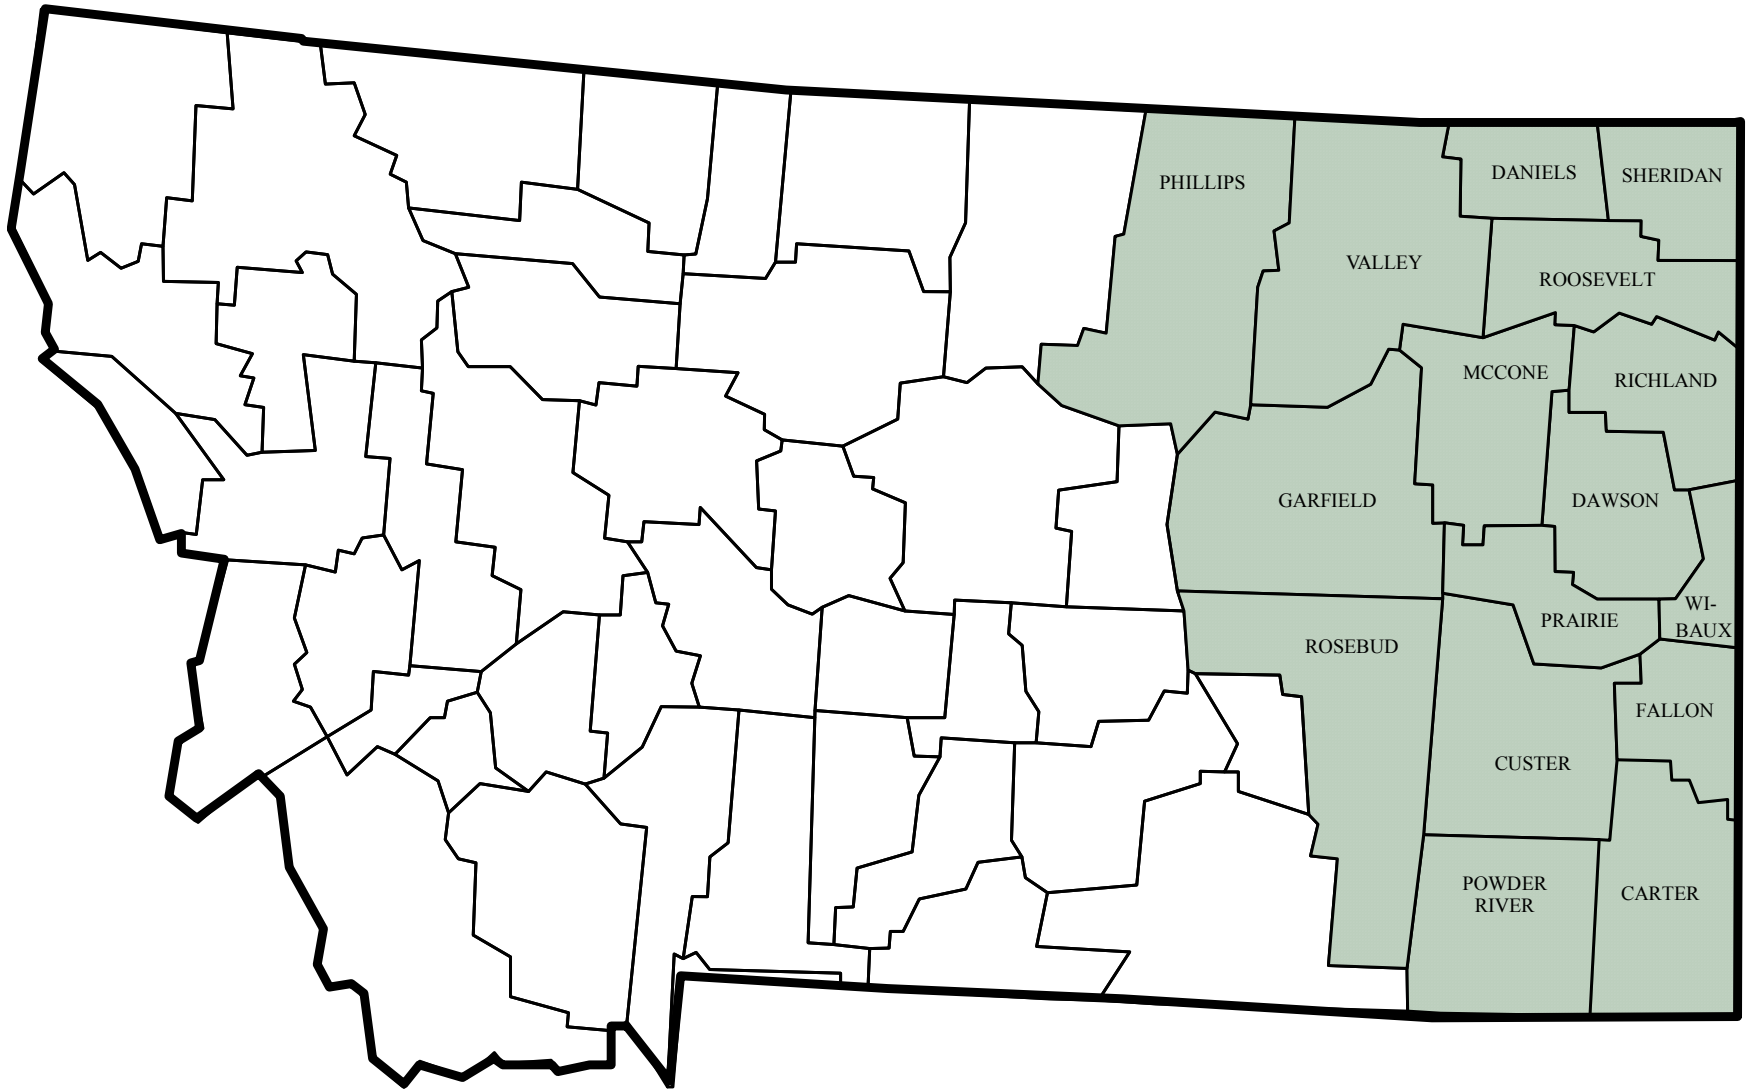 PHILLIPS
DANIELS
SHERIDAN
VALLEY
ROOSEVELT
MCCONE
RICHLAND
GARFIELD
DAWSON
WI-
BAUX
PRAIRIE
ROSEBUD
FALLON
CUSTER
POWDER
RIVER
CARTER